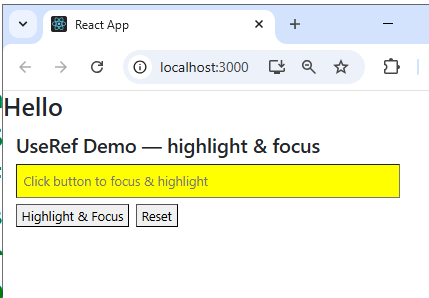 React App
localhost:3000
Hello
UseRef Demo — highlight & focus
Click button to focus & highlight
Highlight & Focus Reset